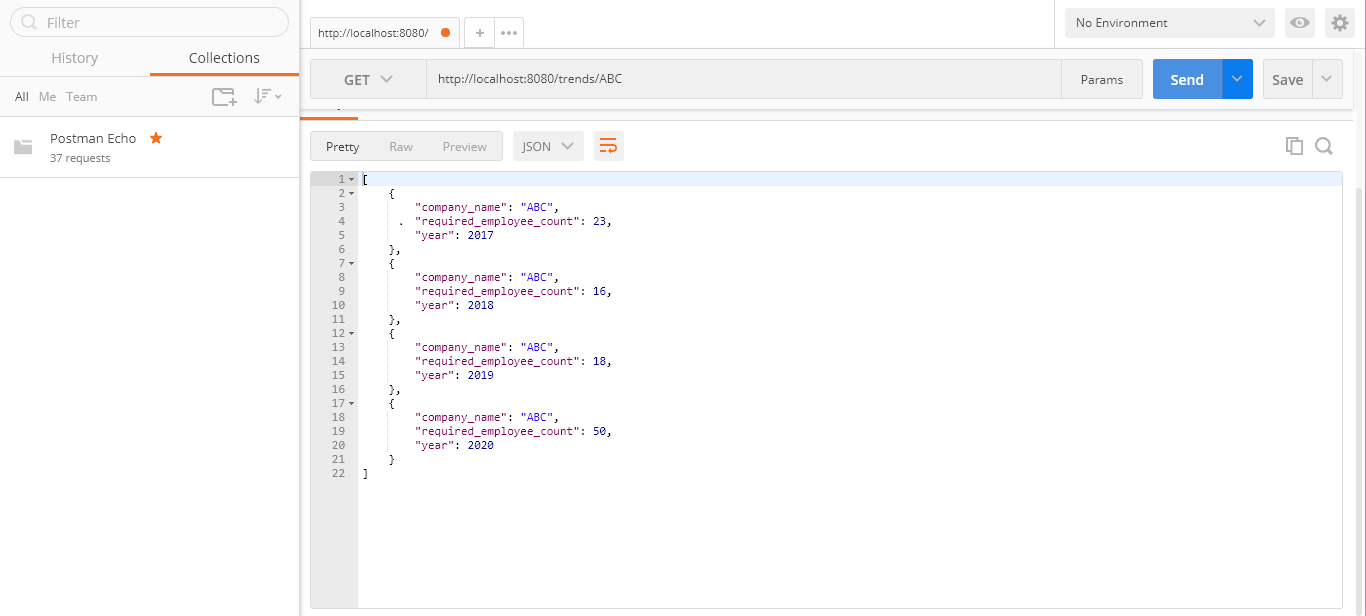 Filter
History Collections
All Me Team
Postman Echo
37 requests
http://localhost:8080/
No Environment
GET http://localhost:8080/trends/ABC Params Send Save
Pretty Raw Preview JSON
1 [
2 {
3 "company_name": "ABC",
4 . "required_employee_count": 23,
5 "year": 2017
6 },
7 {
8 "company_name": "ABC",
9 "required_employee_count": 16,
10 "year": 2018
11 },
12 {
13 "company_name": "ABC",
14 "required_employee_count": 18,
15 "year": 2019
16 },
17 {
18 "company_name": "ABC",
19 "required_employee_count": 50,
20 "year": 2020
21 }
22 ]